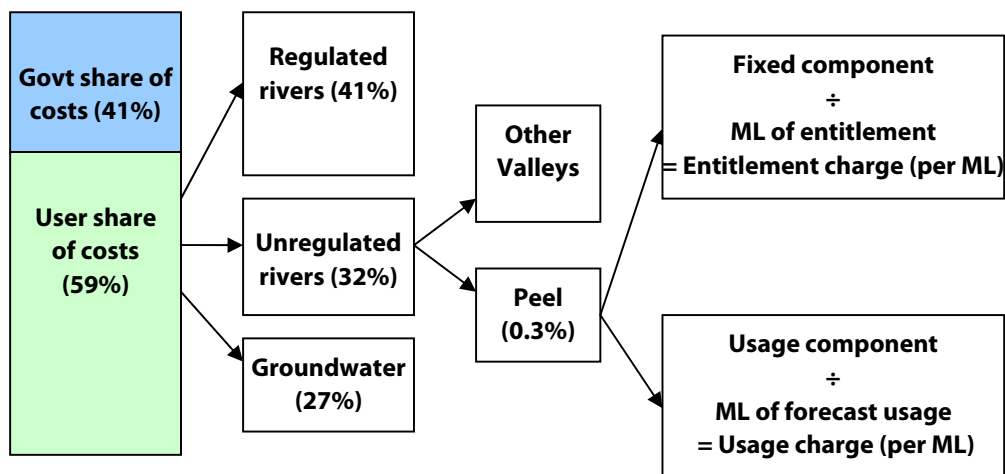 Govt share of
costs (41%)
User share
of costs
(59%)
Regulated
rivers (41%)
Unregulated
rivers (32%)
Groundwater
(27%)
Other
Valleys
Peel
(0.3%)
Fixed component
÷
ML of entitlement
= Entitlement charge (per ML)
Usage component
÷
ML of forecast usage
= Usage charge (per ML)